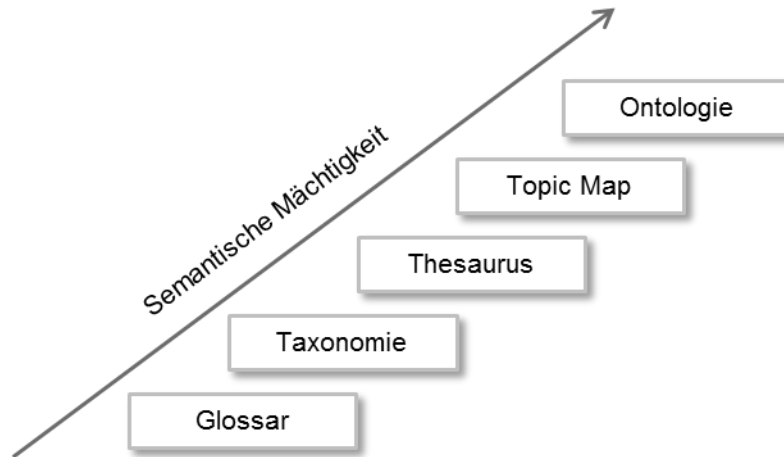 Ontologie
Topic Map
Semantische Mächtigkeit
Thesaurus
Taxonomie
Glossar